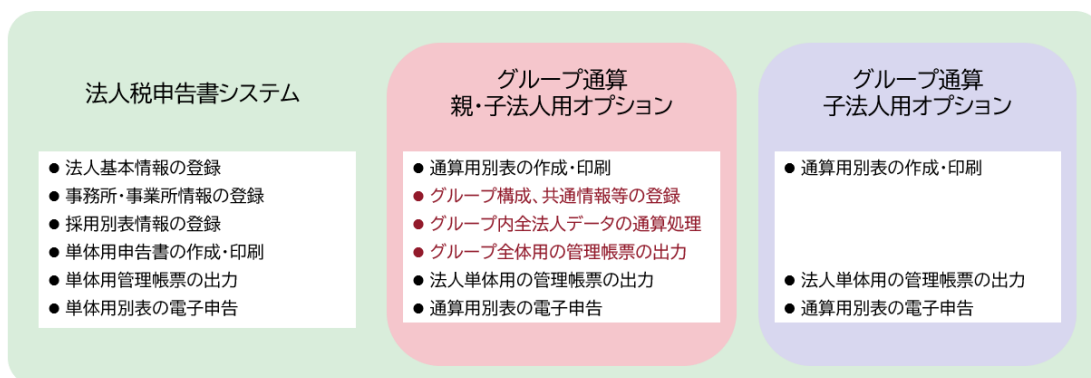 法人税申告書システム
● 法人基本情報の登録
● 事務所・事業所情報の登録
● 採用別表情報の登録
● 単体用申告書の作成・印刷
● 単体用管理帳票の出力
● 単体用別表の電子申告
グループ通算
親・子法人用オプション
● 通算用別表の作成・印刷
● グループ構成、共通情報等の登録
● グループ内全法人データの通算処理
● グループ全体用の管理帳票の出力
● 法人単体用の管理帳票の出力
● 通算用別表の電子申告
グループ通算
子法人用オプション
● 通算用別表の作成・印刷
● 法人単体用の管理帳票の出力
● 通算用別表の電子申告